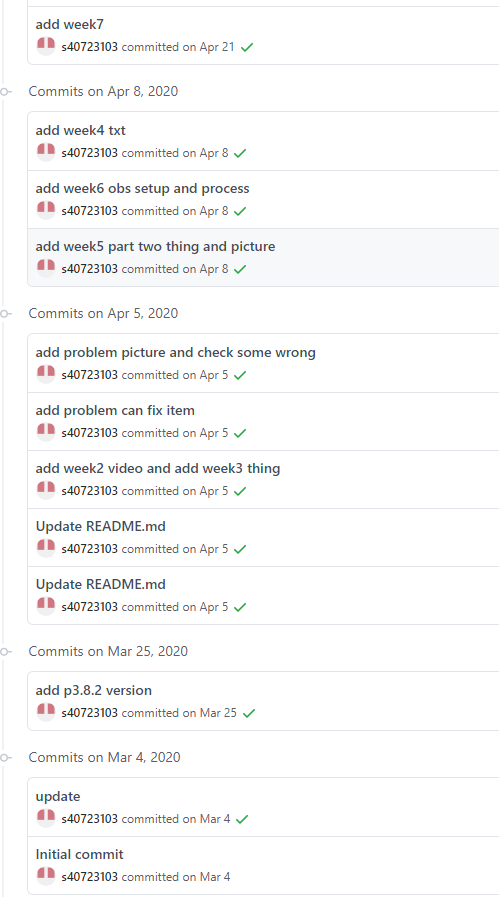 add week7
s40723103 committed on Apr 21
Commits on Apr 8, 2020
add week4 txt
s40723103 committed on Apr 8
add week6 obs setup and process
s40723103 committed on Apr 8
add week5 part two thing and picture
s40723103 committed on Apr 8
Commits on Apr 5, 2020
add problem picture and check some wrong
s40723103 committed on Apr 5
add problem can fix item
s40723103 committed on Apr 5
add week2 video and add week3 thing
s40723103 committed on Apr 5
Update README.md
s40723103 committed on Apr 5
Update README.md
s40723103 committed on Apr 5
Commits on Mar 25, 2020
add p3.8.2 version
s40723103 committed on Mar 25
Commits on Mar 4, 2020
update
s40723103 committed on Mar 4
Initial commit
s40723103 committed on Mar 4